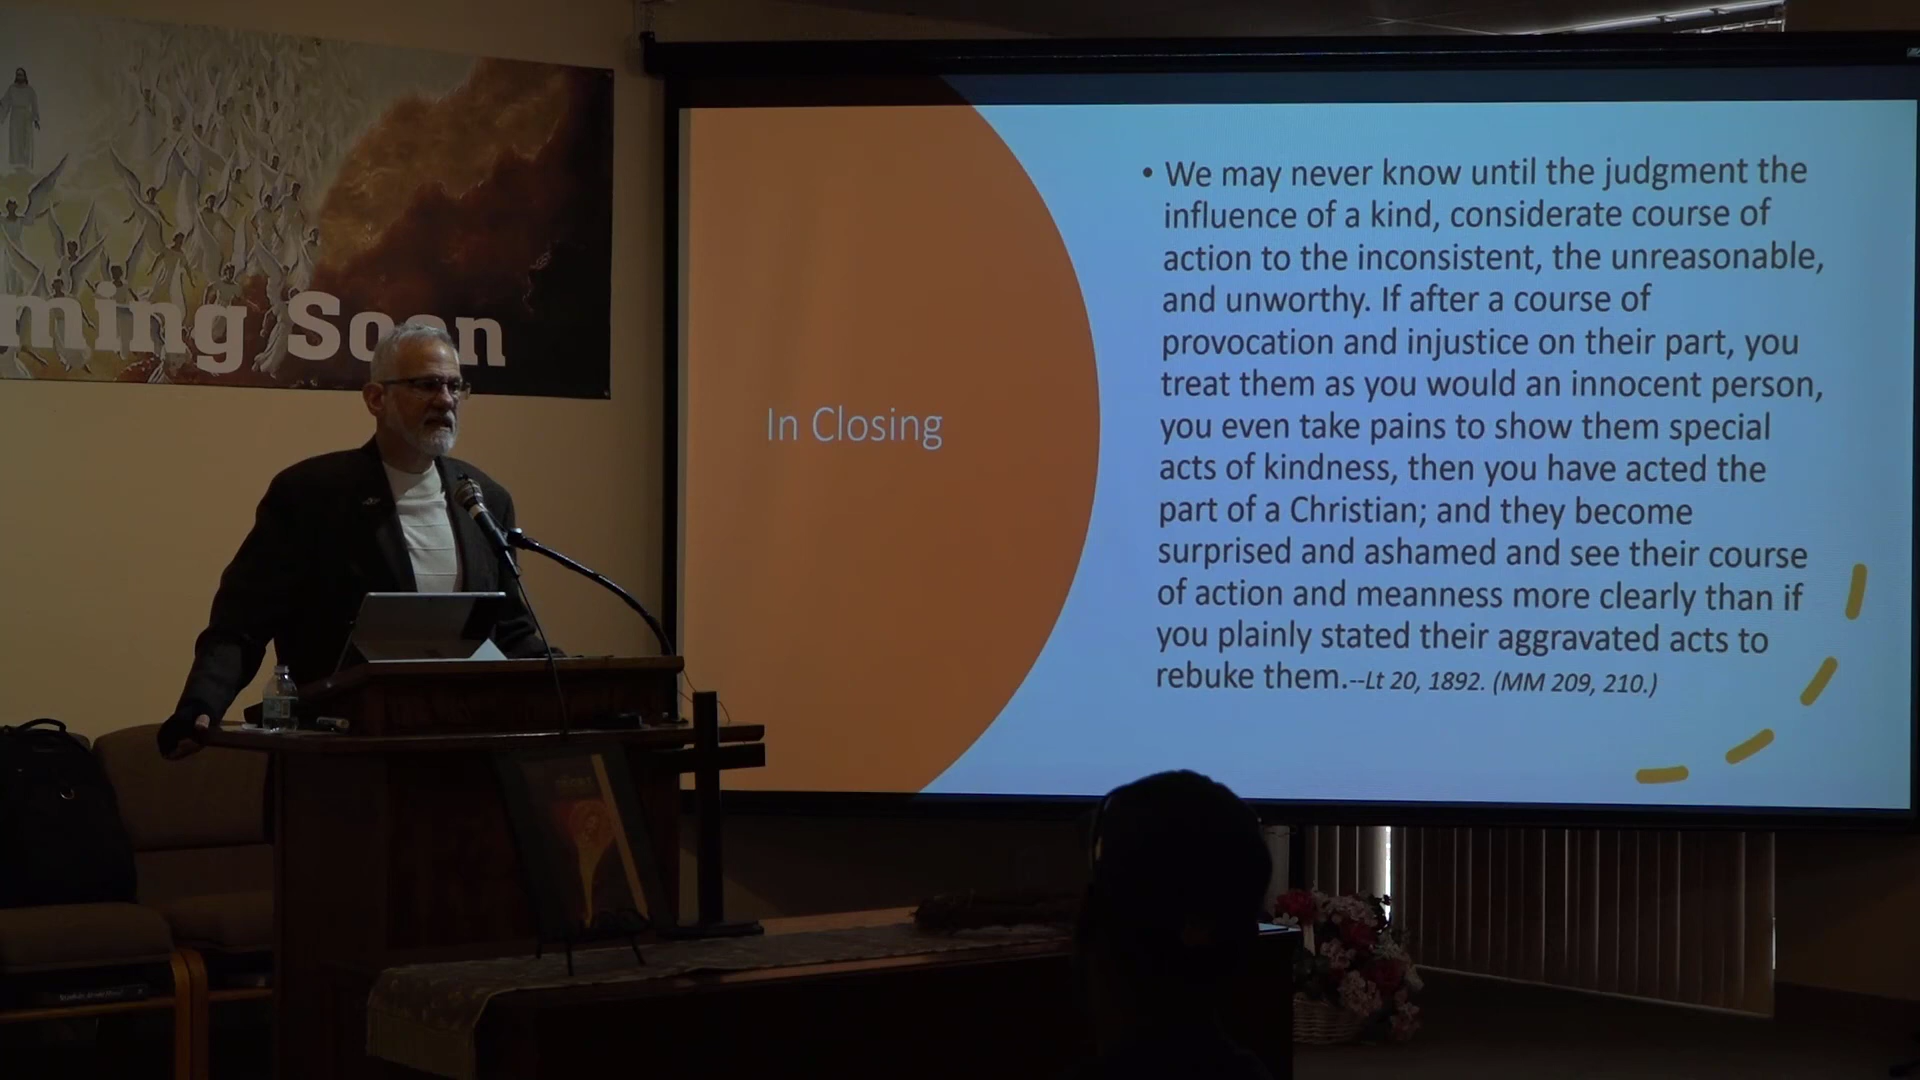 ming Soon
In Closing
• We may never know until the judgment the
influence of a kind, considerate course of
action to the inconsistent, the unreasonable,
and unworthy. If after a course of
provocation and injustice on their part, you
treat them as you would an innocent person,
you even take pains to show them special
acts of kindness, then you have acted the
part of a Christian; and they become
surprised and ashamed and see their course
of action and meanness more clearly than if
you plainly stated their aggravated acts to
rebuke them.--Lt 20, 1892. (MM 209, 210.)